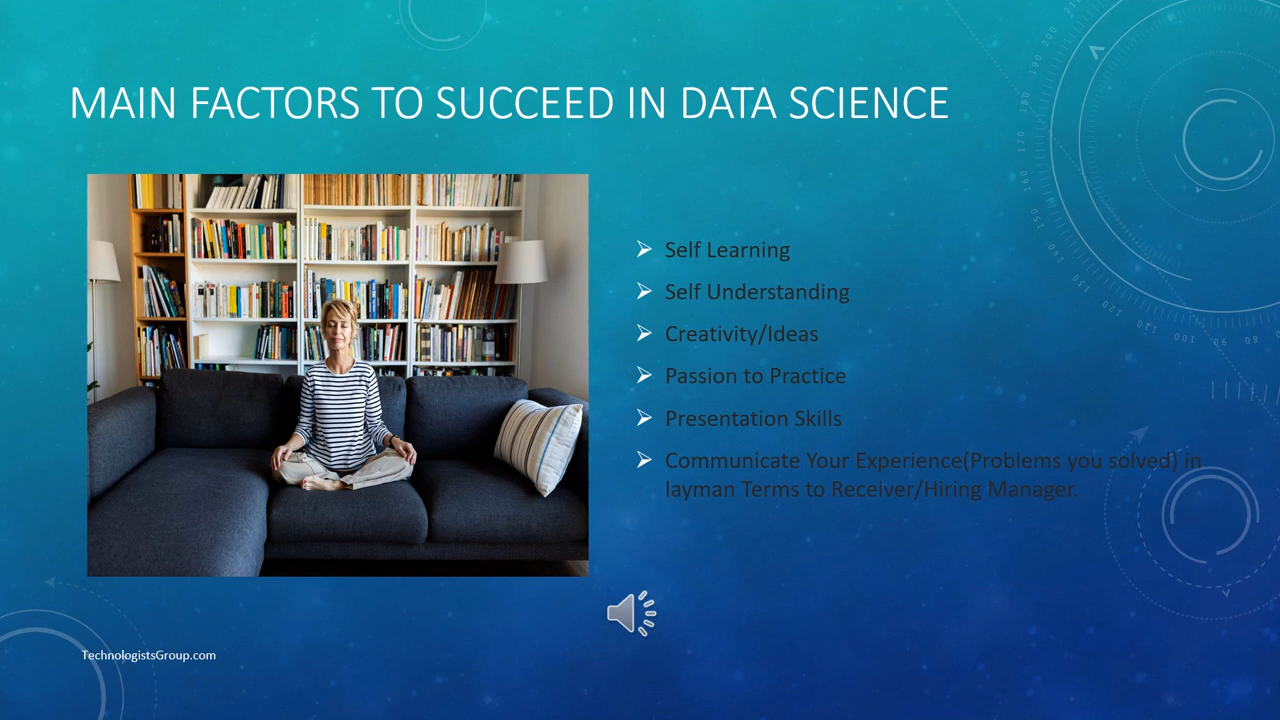 MAIN FACTORS TO SUCCEED IN DATA SCIENCE
Self Learning
Self Understanding
Creativity/Ideas
Passion to Practice
Presentation Skills
Communicate Your Experience(Problems you solved) in
layman Terms to Receiver/Hiring Manager.
TechnologistsGroup.com